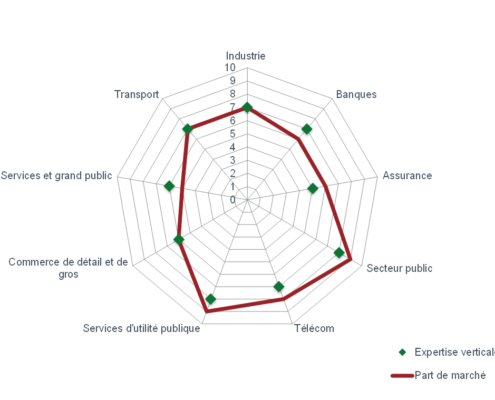 Industrie
10
9
8
7
6
5
4
3
2
1
0
Transport
Banques
Services et grand public
Assurance
Commerce de détail et de
gros
Secteur public
Services d'utilité publique
Télécom
Expertise verticale
Part de marché